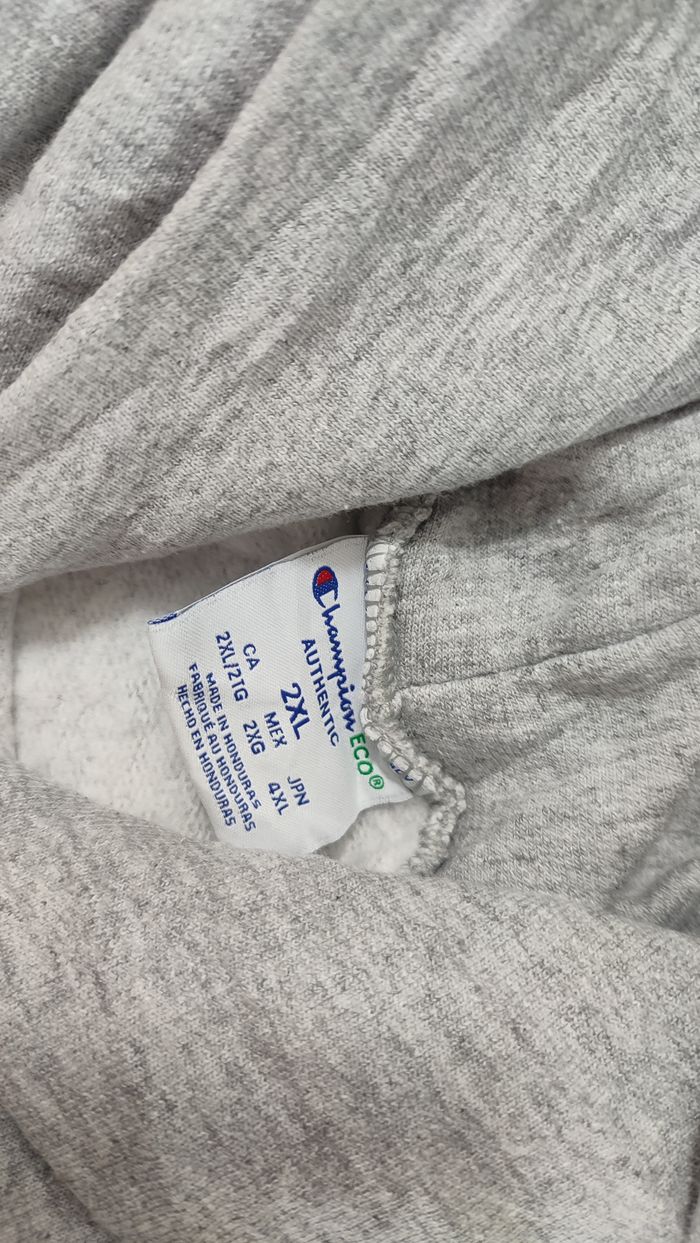 Champion ECO®
AUTHENTIC
2XL
CA MEX JPN
2XL/2TG 2XG 4XL
MADE IN HONDURAS
FABRIQUÉ AU HONDURAS
HECHO EN HONDURAS